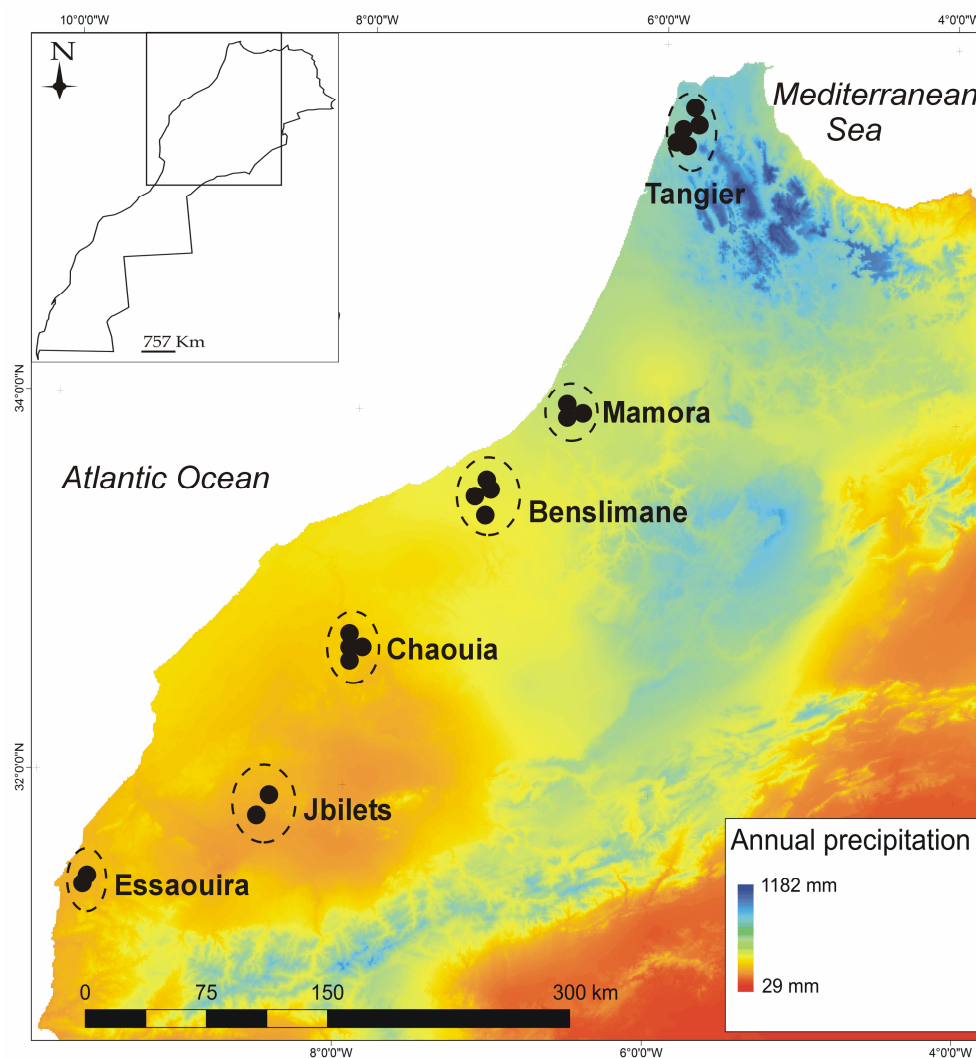 10°0'0"W
8°0'0"W
6°0'0"W
4°0'0"W
N
757 Km
Mediterranean
Sea
Tangier
34°0'0"N
Mamora
Atlantic Ocean
Benslimane
Chaouia
32°0'0"N
Jbilets
Essaouira
Annual precipitation
1182 mm
29 mm
0
75
150
300 km
8°0'0"W
6°0'0"W
4°0'0"W